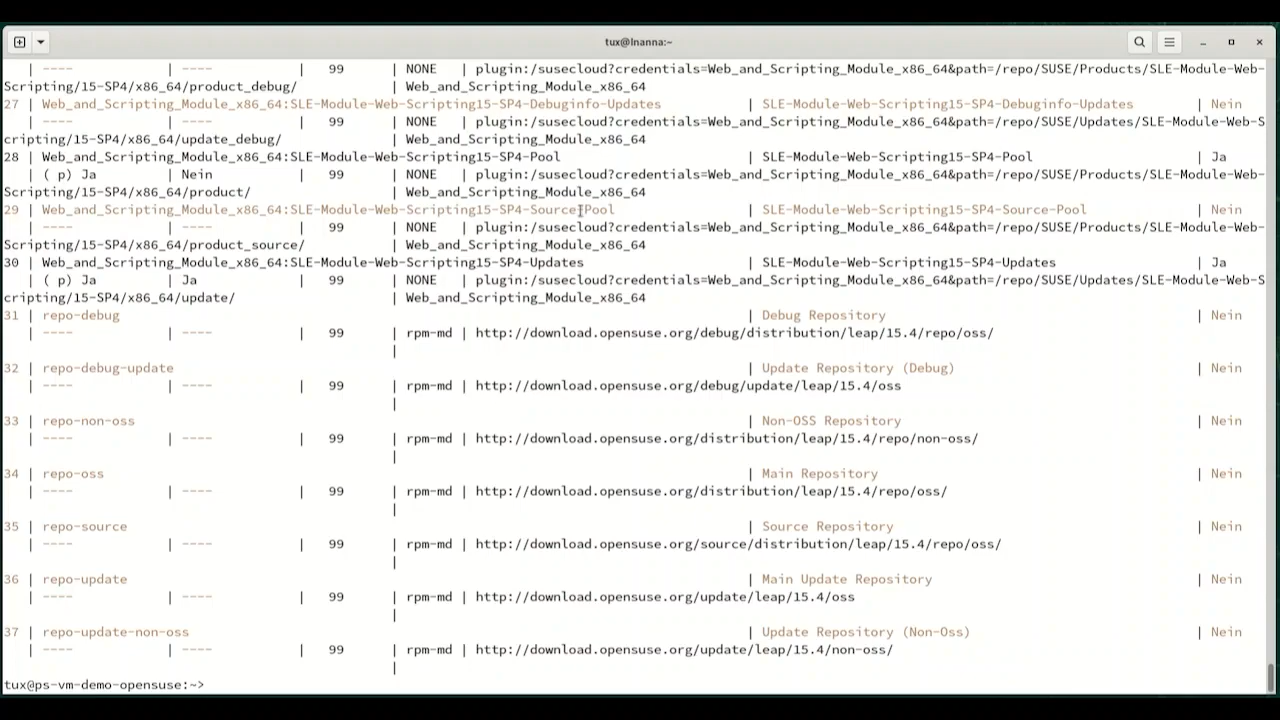 tux@lnanna:~
| ---- | ---- | 99 | NONE | plugin:/susecloud?credentials=Web_and_Scripting_Module_x86_64&path=/repo/SUSE/Products/SLE-Module-Web-
Scripting/15-SP4/x86_64/product_debug/ | Web_and_Scripting_Module_x86_64
27 | Web_and_Scripting_Module_x86_64:SLE-Module-Web-Scripting15-SP4-Debuginfo-Updates | SLE-Module-Web-Scripting15-SP4-Debuginfo-Updates | Nein
| ---- | ---- | 99 | NONE | plugin:/susecloud?credentials=Web_and_Scripting_Module_x86_64&path=/repo/SUSE/Updates/SLE-Module-Web-S
cripting/15-SP4/x86_64/update_debug/ | Web_and_Scripting_Module_x86_64
28 | Web_and_Scripting_Module_x86_64:SLE-Module-Web-Scripting15-SP4-Pool | SLE-Module-Web-Scripting15-SP4-Pool | Ja
| ( p) Ja | Nein | 99 | NONE | plugin:/susecloud?credentials=Web_and_Scripting_Module_x86_64&path=/repo/SUSE/Products/SLE-Module-Web-
Scripting/15-SP4/x86_64/product/ | Web_and_Scripting_Module_x86_64
29 | Web_and_Scripting_Module_x86_64:SLE-Module-Web-Scripting15-SP4-Source-Pool | SLE-Module-Web-Scripting15-SP4-Source-Pool | Nein
| ---- | ---- | 99 | NONE | plugin:/susecloud?credentials=Web_and_Scripting_Module_x86_64&path=/repo/SUSE/Products/SLE-Module-Web-
Scripting/15-SP4/x86_64/product_source/ | Web_and_Scripting_Module_x86_64
30 | Web_and_Scripting_Module_x86_64:SLE-Module-Web-Scripting15-SP4-Updates | SLE-Module-Web-Scripting15-SP4-Updates | Ja
| ( p) Ja | Ja | 99 | NONE | plugin:/susecloud?credentials=Web_and_Scripting_Module_x86_64&path=/repo/SUSE/Updates/SLE-Module-Web-S
cripting/15-SP4/x86_64/update/ | Web_and_Scripting_Module_x86_64
31 | repo-debug | Debug Repository | Nein
| ---- | ---- | 99 | rpm-md | http://download.opensuse.org/debug/distribution/leap/15.4/repo/oss/
|
32 | repo-debug-update | Update Repository (Debug) | Nein
| ---- | ---- | 99 | rpm-md | http://download.opensuse.org/debug/update/leap/15.4/oss
|
33 | repo-non-oss | Non-OSS Repository | Nein
| ---- | ---- | 99 | rpm-md | http://download.opensuse.org/distribution/leap/15.4/repo/non-oss/
|
34 | repo-oss | Main Repository | Nein
| ---- | ---- | 99 | rpm-md | http://download.opensuse.org/distribution/leap/15.4/repo/oss/
|
35 | repo-source | Source Repository | Nein
| ---- | ---- | 99 | rpm-md | http://download.opensuse.org/source/distribution/leap/15.4/repo/oss/
|
36 | repo-update | Main Update Repository | Nein
| ---- | ---- | 99 | rpm-md | http://download.opensuse.org/update/leap/15.4/oss
|
37 | repo-update-non-oss | Update Repository (Non-Oss) | Nein
| ---- | ---- | 99 | rpm-md | http://download.opensuse.org/update/leap/15.4/non-oss/
|
tux@ps-vm-demo-opensuse:~>